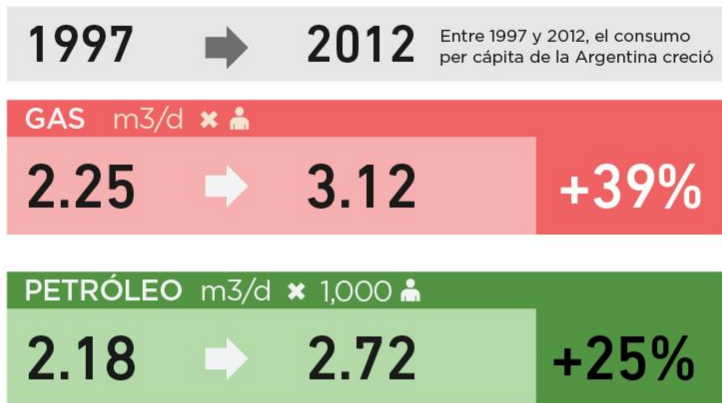 1997 2012 Entre 1997 y 2012, el consumo
per cápita de la Argentina creció
GAS m3/d ×
2.25 3.12 +39%
PETRÓLEO m3/d × 1,000
2.18 2.72 +25%